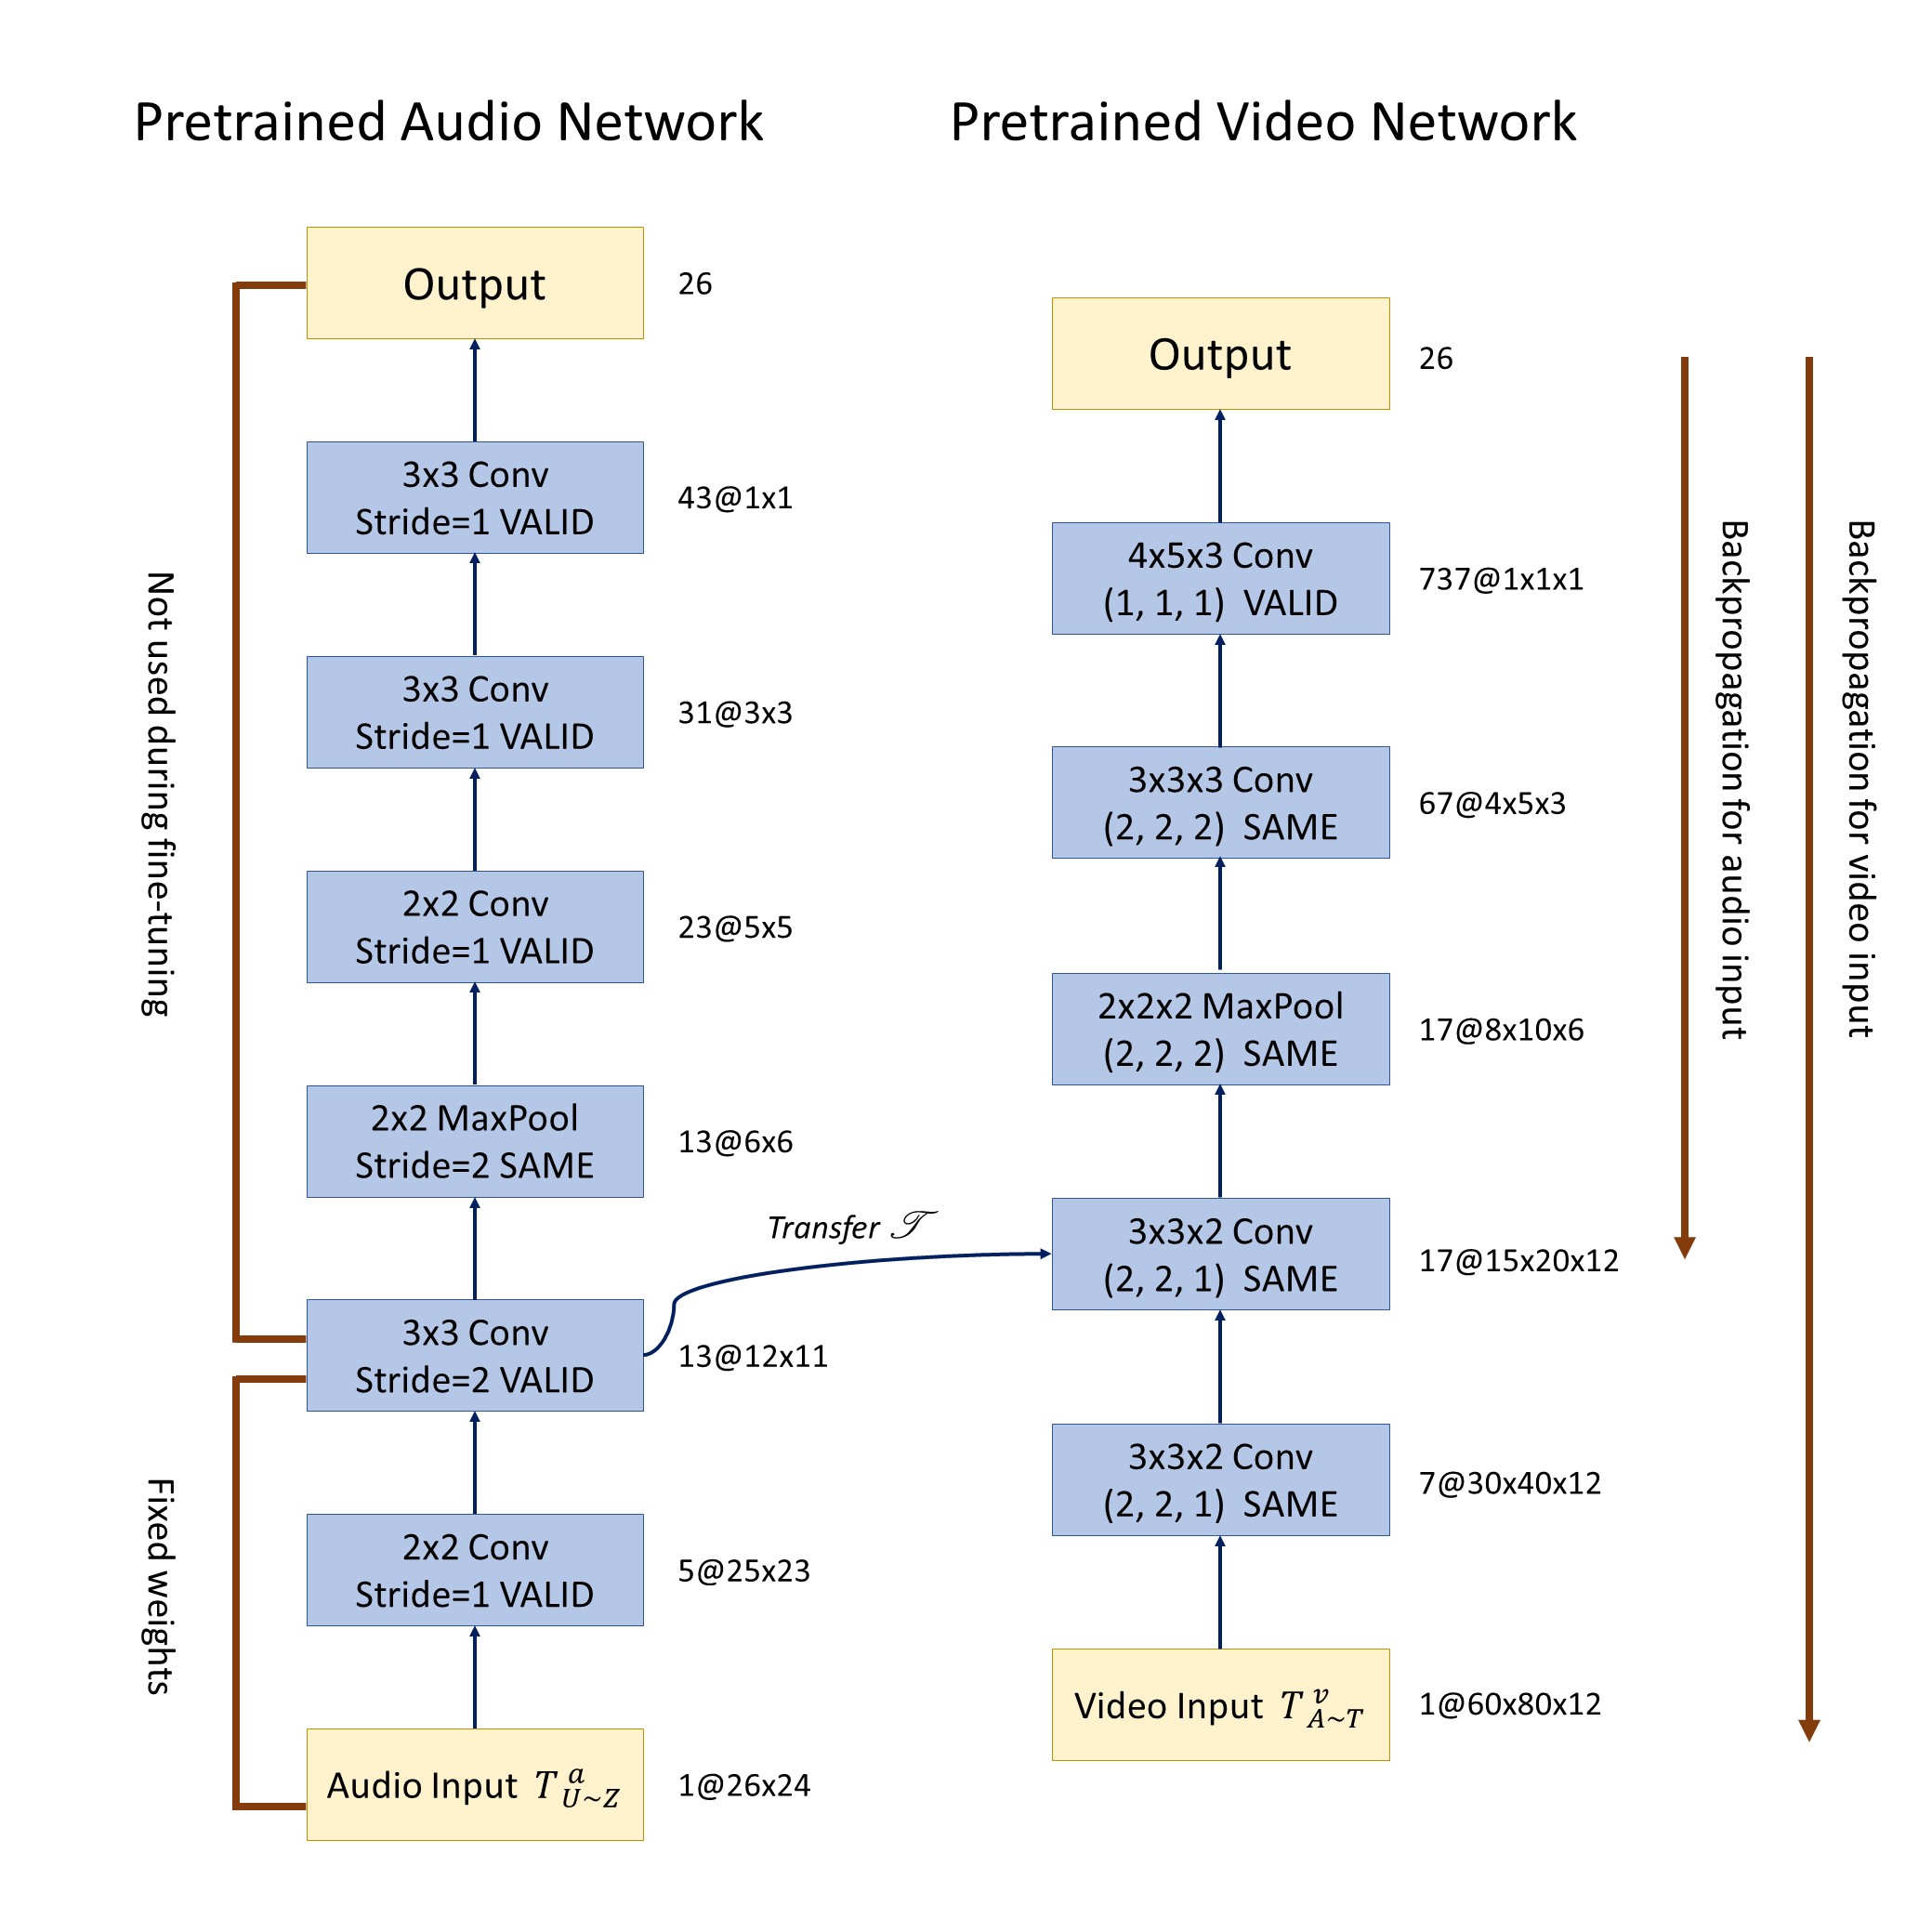 Pretrained Audio Network
Output
26
3x3 Conv
Stride=1 VALID
43@1x1
3x3 Conv
Stride=1 VALID
31@3x3
2x2 Conv
Stride=1 VALID
23@5x5
2x2 MaxPool
Stride=2 SAME
13@6x6
3x3 Conv
Stride=2 VALID
13@12x11
2x2 Conv
Stride=1 VALID
5@25x23
Audio Input T^a_{U~Z}
1@26x24
Not used during fine-tuning
Fixed weights
Transfer 𝒯
Pretrained Video Network
Output
26
4x5x3 Conv
(1, 1, 1) VALID
737@1x1x1
3x3x3 Conv
(2, 2, 2) SAME
67@4x5x3
2x2x2 MaxPool
(2, 2, 2) SAME
17@8x10x6
3x3x2 Conv
(2, 2, 1) SAME
17@15x20x12
3x3x2 Conv
(2, 2, 1) SAME
7@30x40x12
Video Input T^v_{A~T}
1@60x80x12
Backpropagation for audio input
Backpropagation for video input